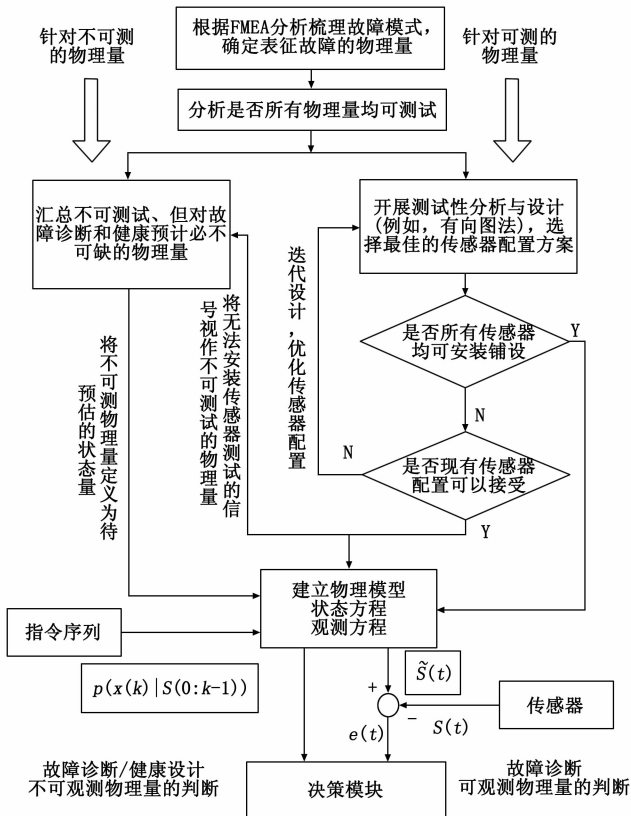 根据FMEA分析梳理故障模式，
确定表征故障的物理量
针对不可测
的物理量
针对可测的
物理量
分析是否所有物理量均可测试
汇总不可测试、但对故
障诊断和健康预计必不
可缺的物理量
开展测试性分析与设计
(例如，有向图法)，选
择最佳的传感器配置方案
迭代设计，优化传感器
配置
将无法安装传感器测试的信
号视作不可测试的物理量
将不可测物理量定义为待
预估的状态量
是否所有传感器
均可安装铺设
Y
N
是否现有传感器
配置可以接受
N
Y
建立物理模型
状态方程
观测方程
指令序列
p(x(k)|S(0:k-1))
S̃(t)
+
−
e(t)
S(t)
传感器
故障诊断/健康设计
不可观测物理量的判断
决策模块
故障诊断
可观测物理量的判断